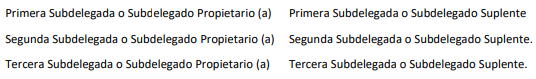 Primera Subdelegada o Subdelegado Propietario (a) Primera Subdelegada o Subdelegado Suplente
Segunda Subdelegada o Subdelegado Propietario (a) Segunda Subdelegada o Subdelegado Suplente.
Tercera Subdelegada o Subdelegado Propietario (a) Tercera Subdelegada o Subdelegado Suplente.